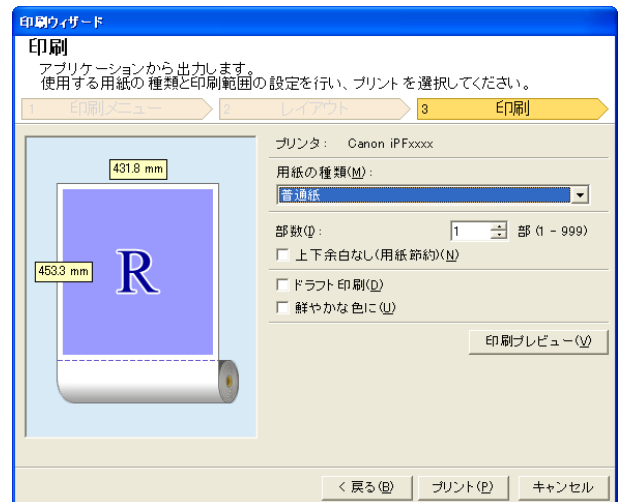 印刷ウィザード
印刷
アプリケーションから出力します。
使用する用紙の種類と印刷範囲の設定を行い、プリントを選択してください。
1 印刷メニュー 2 レイアウト 3 印刷
プリンタ: Canon iPFxxxx
431.8 mm
用紙の種類(M):
普通紙
部数(I): 1 部 (1 - 999)
上下余白なし(用紙節約)(N)
453.3 mm
R
ドラフト印刷(D)
鮮やかな色に(U)
印刷プレビュー(V)
< 戻る(B) プリント(P) キャンセル